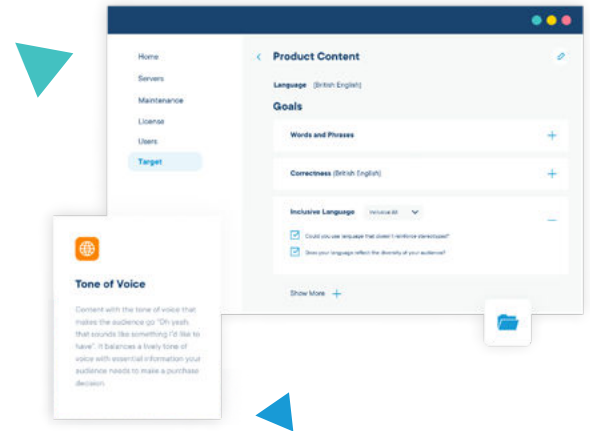 Home
Servers
Maintenance
License
Users
Target
Product Content
Language (British English)
Goals
Words and Phrases
Correctness (British English)
Inclusive Language Inclusive All
Could you use language that doesn't reinforce stereotypes?
Does your language reflect the diversity of your audience?
Show More
Tone of Voice
Content with the tone of voice that
makes the audience go "Oh yeah,
that sounds like something I'd like to
have". It balances a lively tone of
voice with essential information your
audience needs to make a purchase
decision.